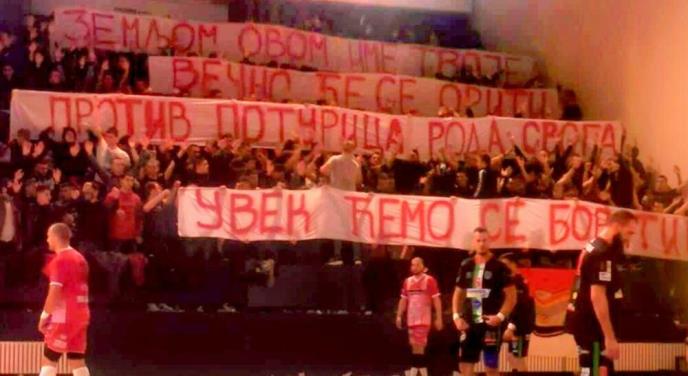 ЗЕМЉОМ ОВОМ ИМЕ ТВОЈЕ
ВЕЧНО ЋЕ СЕ ОРИТИ
ПРОТИВ ПОТУРИЦА РОДА СВОГА
УВЕК ЋЕМО СЕ БОРИТИ